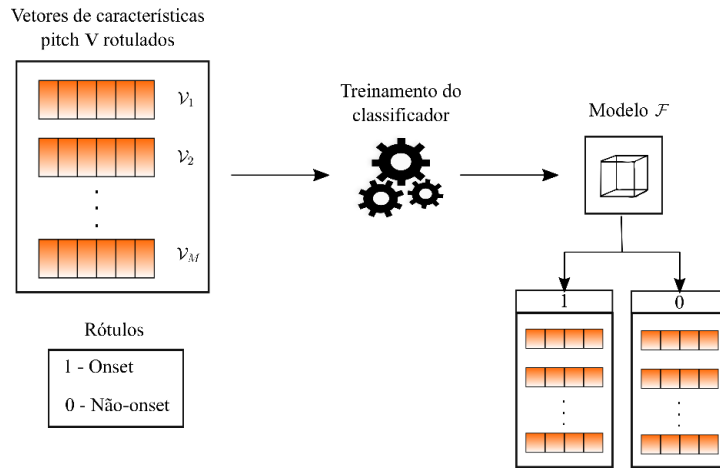 Vetores de características
pitch V rotulados
𝒱1
𝒱2
𝒱M
Rótulos
1 - Onset
0 - Não-onset
Treinamento do
classificador
Modelo ℱ
1
0